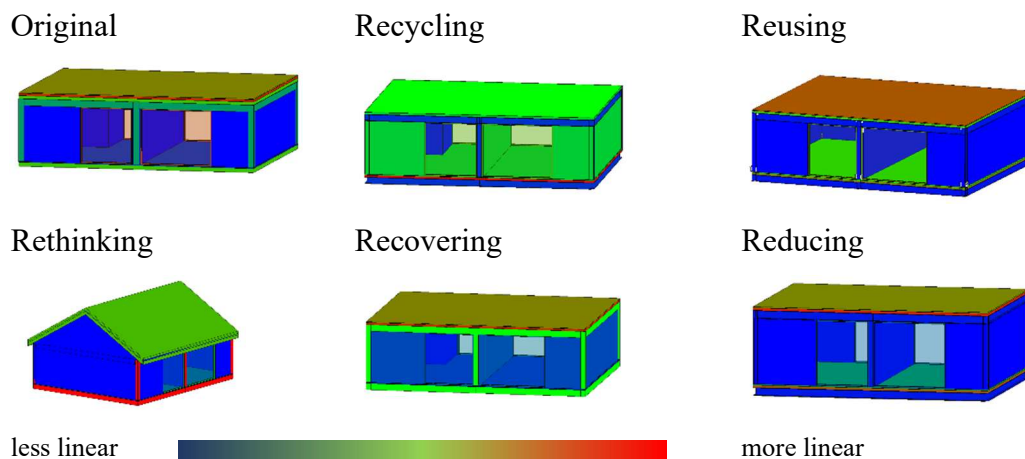 Original Recycling Reusing
Rethinking Recovering Reducing
less linear more linear